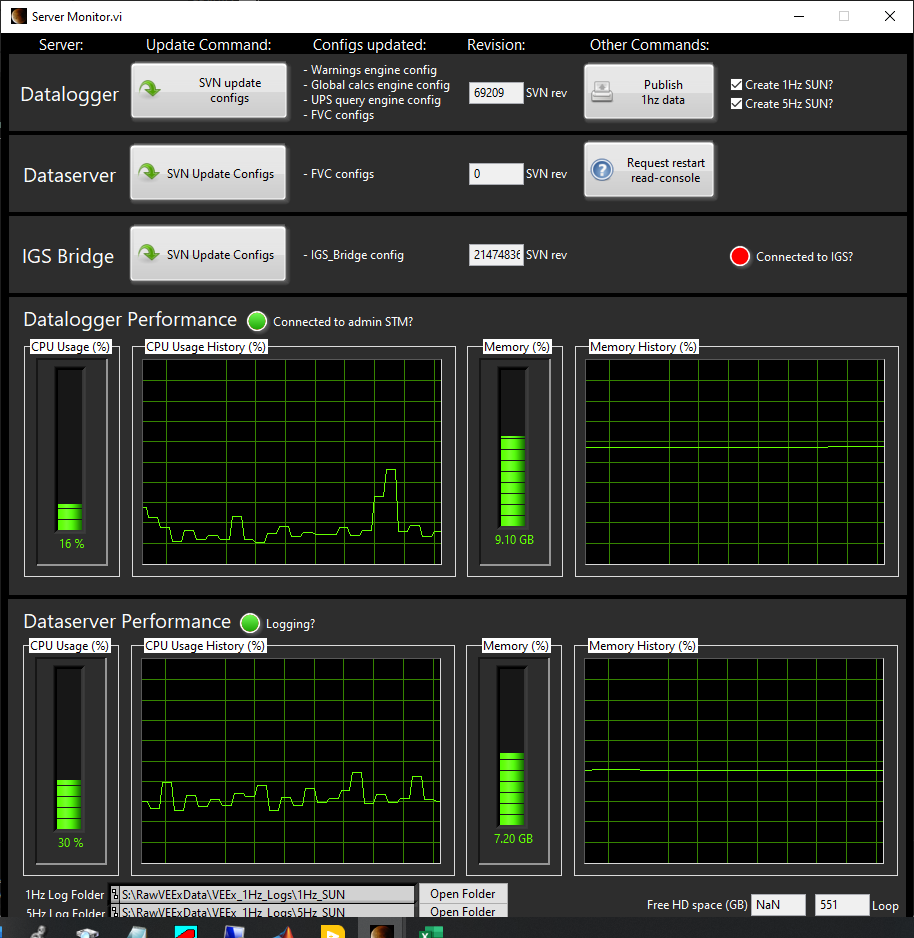 Server Monitor.vi
Server: Update Command: Configs updated: Revision: Other Commands:
Datalogger
SVN update
configs
- Warnings engine config
- Global calcs engine config
- UPS query engine config
- FVC configs
69209 SVN rev
Publish
1hz data
Create 1Hz SUN?
Create 5Hz SUN?
Dataserver
SVN Update Configs
- FVC configs
0 SVN rev
Request restart
read-console
IGS Bridge
SVN Update Configs
- IGS_Bridge config
21474836 SVN rev
Connected to IGS?
Datalogger Performance
Connected to admin STM?
CPU Usage (%)
CPU Usage History (%)
Memory (%)
Memory History (%)
16 %
9.10 GB
Dataserver Performance
Logging?
CPU Usage (%)
CPU Usage History (%)
Memory (%)
Memory History (%)
30 %
7.20 GB
1Hz Log Folder S:\RawVEExData\VEEx_1Hz_Logs\1Hz_SUN Open Folder
5Hz Log Folder S:\RawVEExData\VEEx_1Hz_Logs\5Hz_SUN Open Folder
Free HD space (GB) NaN 551 Loop